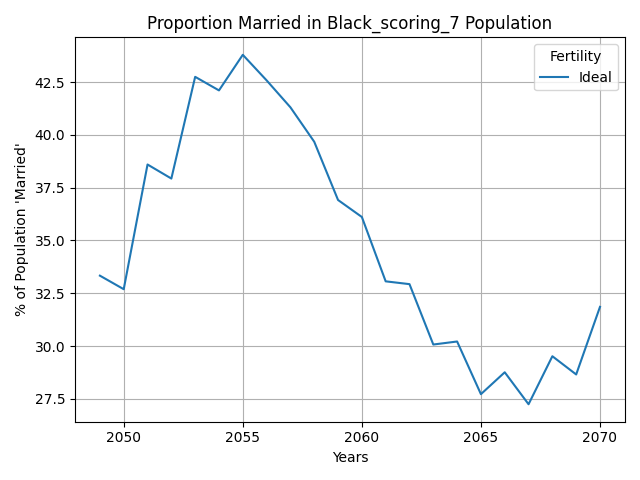 Proportion Married in Black_scoring_7 Population
% of Population 'Married'
42.5
40.0
37.5
35.0
32.5
30.0
27.5
Fertility
Ideal
2050 2055 2060 2065 2070
Years